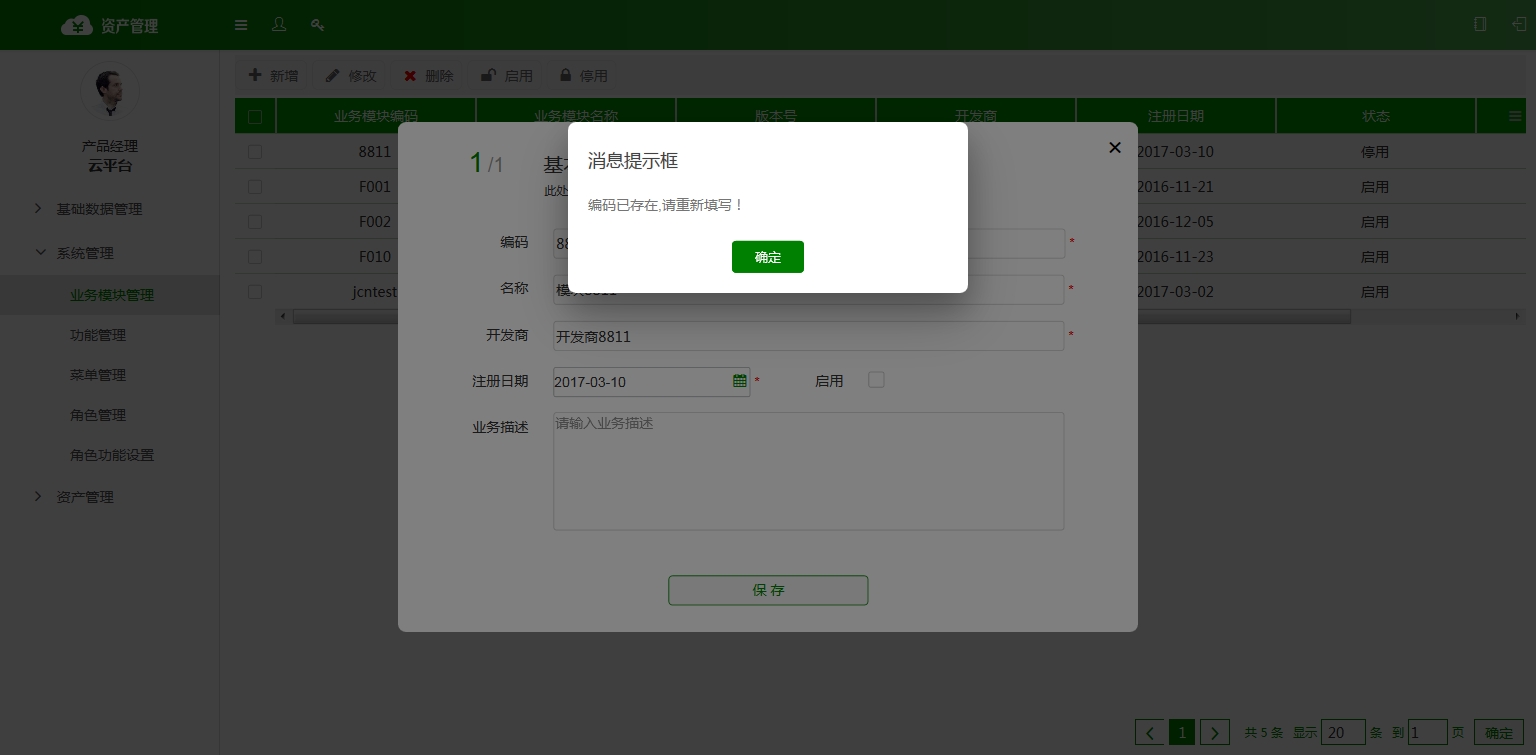 资产管理
产品经理
云平台
基础数据管理
系统管理
业务模块管理
功能管理
菜单管理
角色管理
角色功能设置
资产管理
新增 修改 删除 启用 停用
业务模块编码 业务模块名称 版本号 开发商 注册日期 状态
8811 2017-03-10 停用
F001 2016-11-21 启用
F002 2016-12-05 启用
F010 2016-11-23 启用
jcntest 2017-03-02 启用
1 /1
此处
消息提示框
编码已存在,请重新填写！
确定
编码 *
名称 模块8811 *
开发商 开发商8811 *
注册日期 2017-03-10 * 启用
业务描述 请输入业务描述
保 存
1 共 5 条 显示 20 条 到 1 页 确定